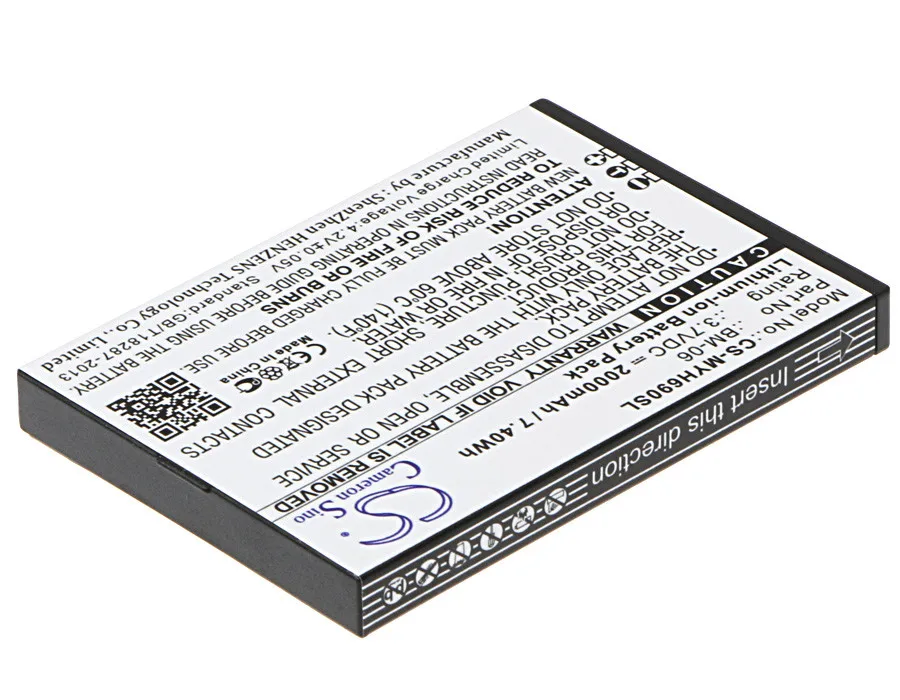 Model No. : CS-MYH690SL
Part No : BM-06
Rating : 3.7VDC = 2000mAh / 7.40Wh
Lithium-ion Battery Pack
CAUTION WARRANTY VOID IF LABEL IS REMOVED
*DO NOT ATTEMPT TO DISASSEMBLE, OPEN OR SERVICE
*THE BATTERY PACK.
*REPLACE ONLY WITH THE BATTERY PACK DESIGNATED
*FOR THIS PRODUCT.
*DO NOT CRUSH, PUNCTURE, SHORT EXTERNAL CONTACTS
OR DIS-POSE OF IN FIRE OR WATER.
*DO NOT STORE ABOVE 60°C (140°F).
ATTENTION
NEW BATTERY PACK MUST BE FULLY CHARGED BEFORE USE
TO REDUCE RISK OF FIRE OR BURNS
READ INSTRUCTIONS IN OPERATING GUIDE BEFORE USING THE BATTERY.
Limited Charge Voltage:4.2V±0.05V Standard:GB/T18287-2013
Manufacture by :ShenZhen HENZENS Technology Co., Limited
CS
Cameron Sino
Insert this direction